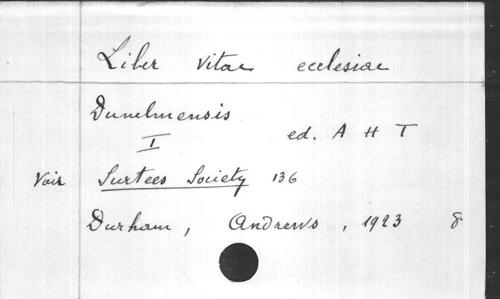 Liber Vitae ecclesiae
Dunelmensis
I ed. A H T
Voir Surtees Society 136
Durham, Andrews, 1923 8